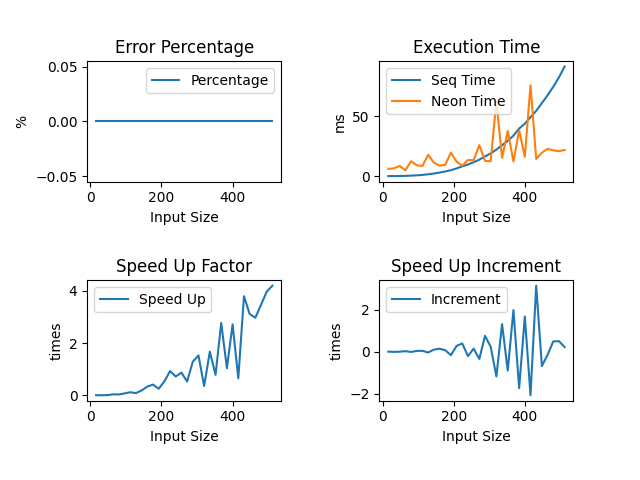 Error Percentage
0.05
0.00
−0.05
%
Percentage
0
200
400
Input Size
Execution Time
50
0
ms
Seq Time
Neon Time
0
200
400
Input Size
Speed Up Factor
4
2
0
times
Speed Up
0
200
400
Input Size
Speed Up Increment
2
0
−2
times
Increment
0
200
400
Input Size